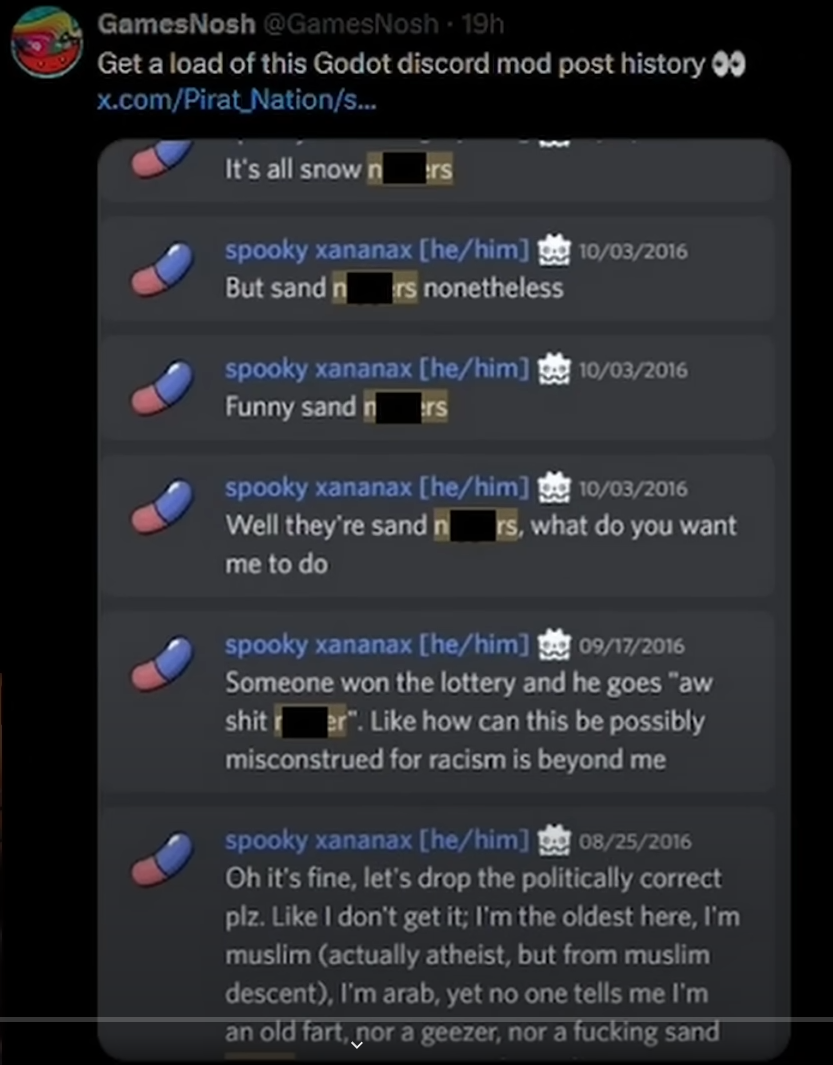 GamesNosh @GamesNosh · 19h
Get a load of this Godot discord mod post history 👀
x.com/Pirat_Nation/s...
It's all snow n rs
spooky xananax [he/him] 10/03/2016
But sand n rs nonetheless
spooky xananax [he/him] 10/03/2016
Funny sand n rs
spooky xananax [he/him] 10/03/2016
Well they're sand n rs, what do you want
me to do
spooky xananax [he/him] 09/17/2016
Someone won the lottery and he goes "aw
shit er". Like how can this be possibly
misconstrued for racism is beyond me
spooky xananax [he/him] 08/25/2016
Oh it's fine, let's drop the politically correct
plz. Like I don't get it; I'm the oldest here, I'm
muslim (actually atheist, but from muslim
descent), I'm arab, yet no one tells me I'm
an old fart, nor a geezer, nor a fucking sand